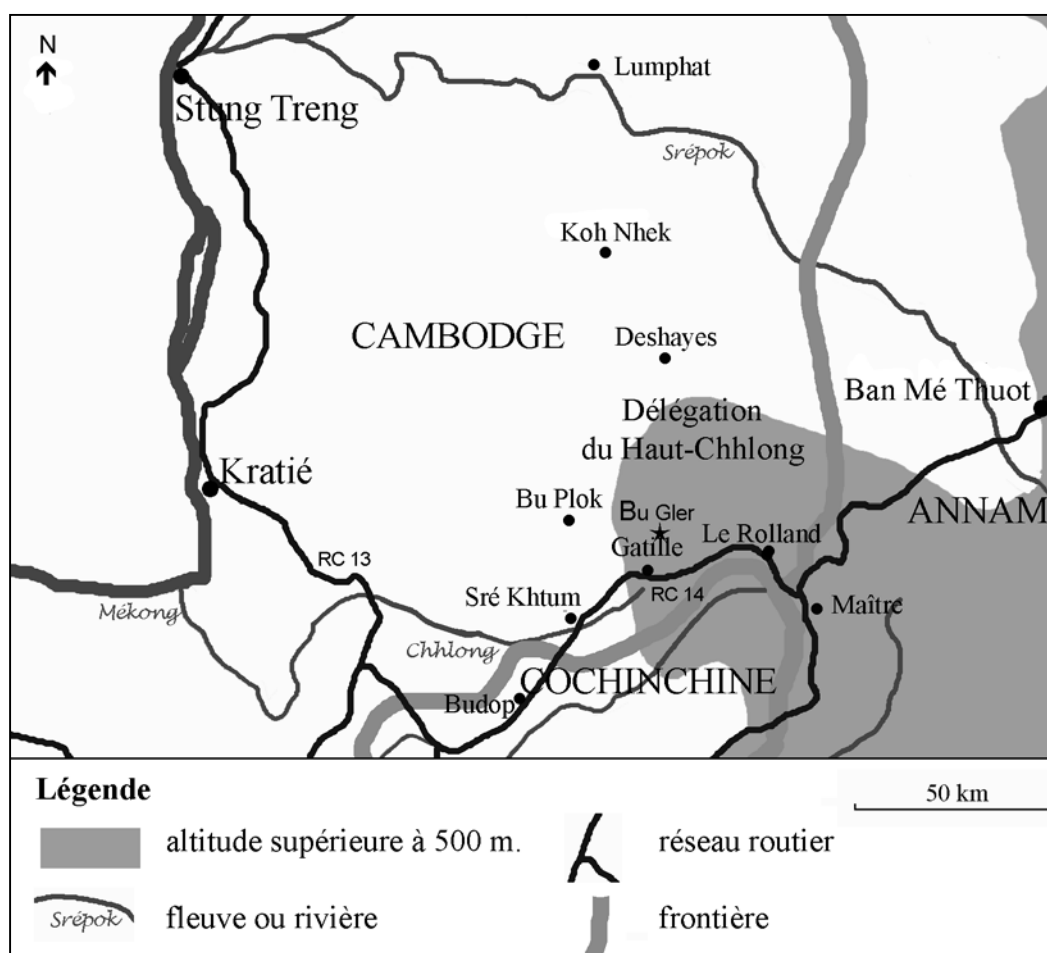 N
Lumphat
Stung Treng
Srépok
Koh Nhek
CAMBODGE
Deshayes
Ban Mé Thuot
Délégation
du Haut-Chhlong
Kratié
Bu Plok
Bu Gler
ANNAM
Le Rolland
Gatille
RC 13
RC 14
Sré Khtum
Maître
Mékong
Chhlong
COCHINCHINE
Budop
Légende
50 km
altitude supérieure à 500 m.
réseau routier
Srépok
fleuve ou rivière
frontière